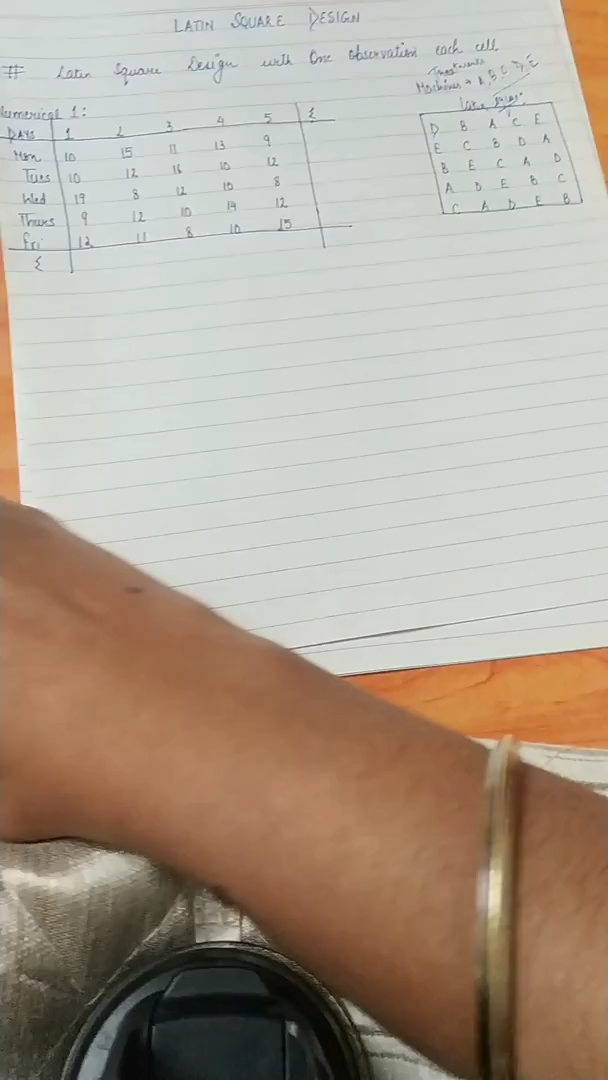 LATIN SQUARE DESIGN
# Latin Square Design with One observation each cell
Treatments
Machines → A B C D E
Numerical 1:
DAYS 1 2 3 4 5 Σ
Mon 10 15 11 13 9
Tues 10 12 16 10 12
Wed 19 8 12 10 8
Thurs 9 12 10 14 12
Fri 12 11 8 10 15
Σ
D B A C E
E C B D A
B E C A D
A D E B C
C A D E B